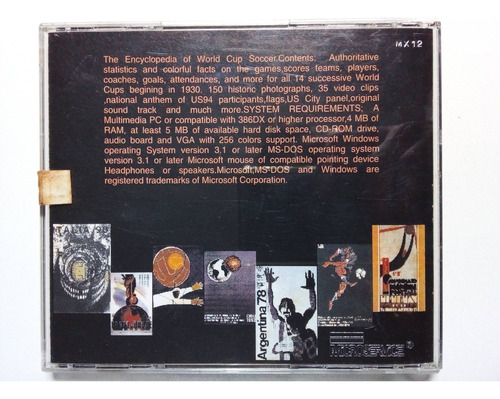 MX12
The Encyclopedia of World Cup Soccer.Contents: Authoritative
statistics and colorful facts on the games,scores teams, players,
coaches, goals, attendances, and more for all 14 successive World
Cups begining in 1930. 150 historic photographs, 35 video clips
,national anthem of US94 participants,flags,US City panel,original
sound track and much more.SYSTEM REQUIREMENTS; A
Multimedia PC or compatible with 386DX or higher processor,4 MB
of RAM, at least 5 MB of available hard disk space, CD-ROM drive,
audio board and VGA with 256 colors support. Microsoft Windows
operating System version 3.1 or later MS-DOS operating system
version 3.1 or later Microsoft mouse of compatible pointing device
Headphones or speakers.Microsoft,MS-DOS and Windows are
registered trademarks of Microsoft Corporation.
ITALIA'90
Argentina 78
MICROSERVICE